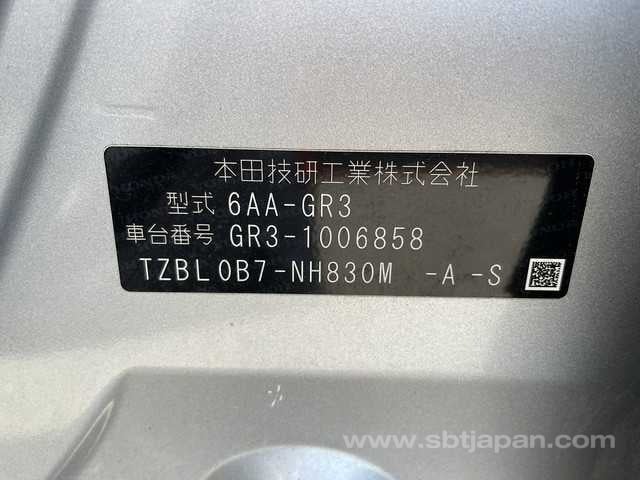 本田技研工業株式会社
型式 6AA-GR3
車台番号 GR3-1006858
TZBL0B7-NH830M -A -S
www.sbtjapan.com